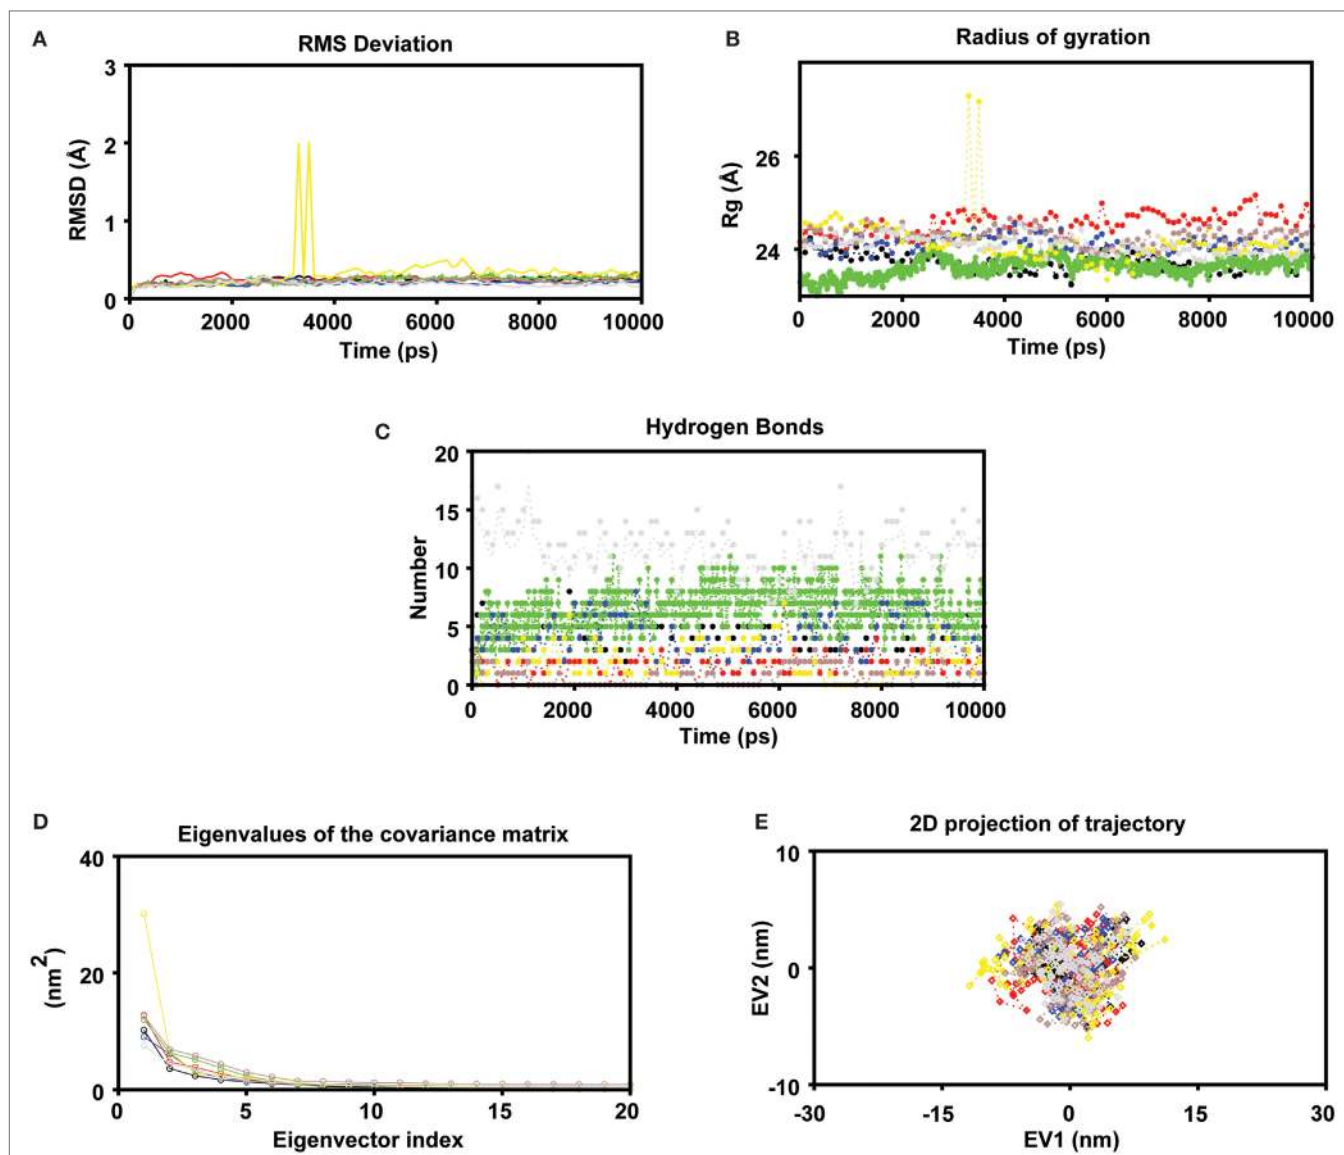 A
RMS Deviation
3
2
1
0
RMSD (Å)
0 2000 4000 6000 8000 10000
Time (ps)
B
Radius of gyration
26
24
Rg (Å)
0 2000 4000 6000 8000 10000
Time (ps)
C
Hydrogen Bonds
20
15
10
5
0
Number
0 2000 4000 6000 8000 10000
Time (ps)
D
Eigenvalues of the covariance matrix
40
20
0
(nm²)
0 5 10 15 20
Eigenvector index
E
2D projection of trajectory
10
0
-10
EV2 (nm)
-30 -15 0 15 30
EV1 (nm)